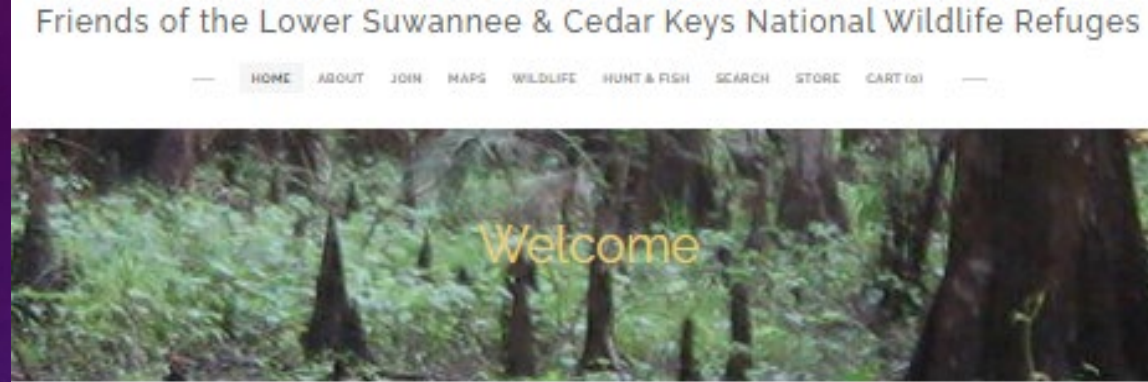 Friends of the Lower Suwannee & Cedar Keys National Wildlife Refuges
HOME ABOUT JOIN MAPS WILDLIFE HUNT & FISH SEARCH STORE CART (0)
Welcome